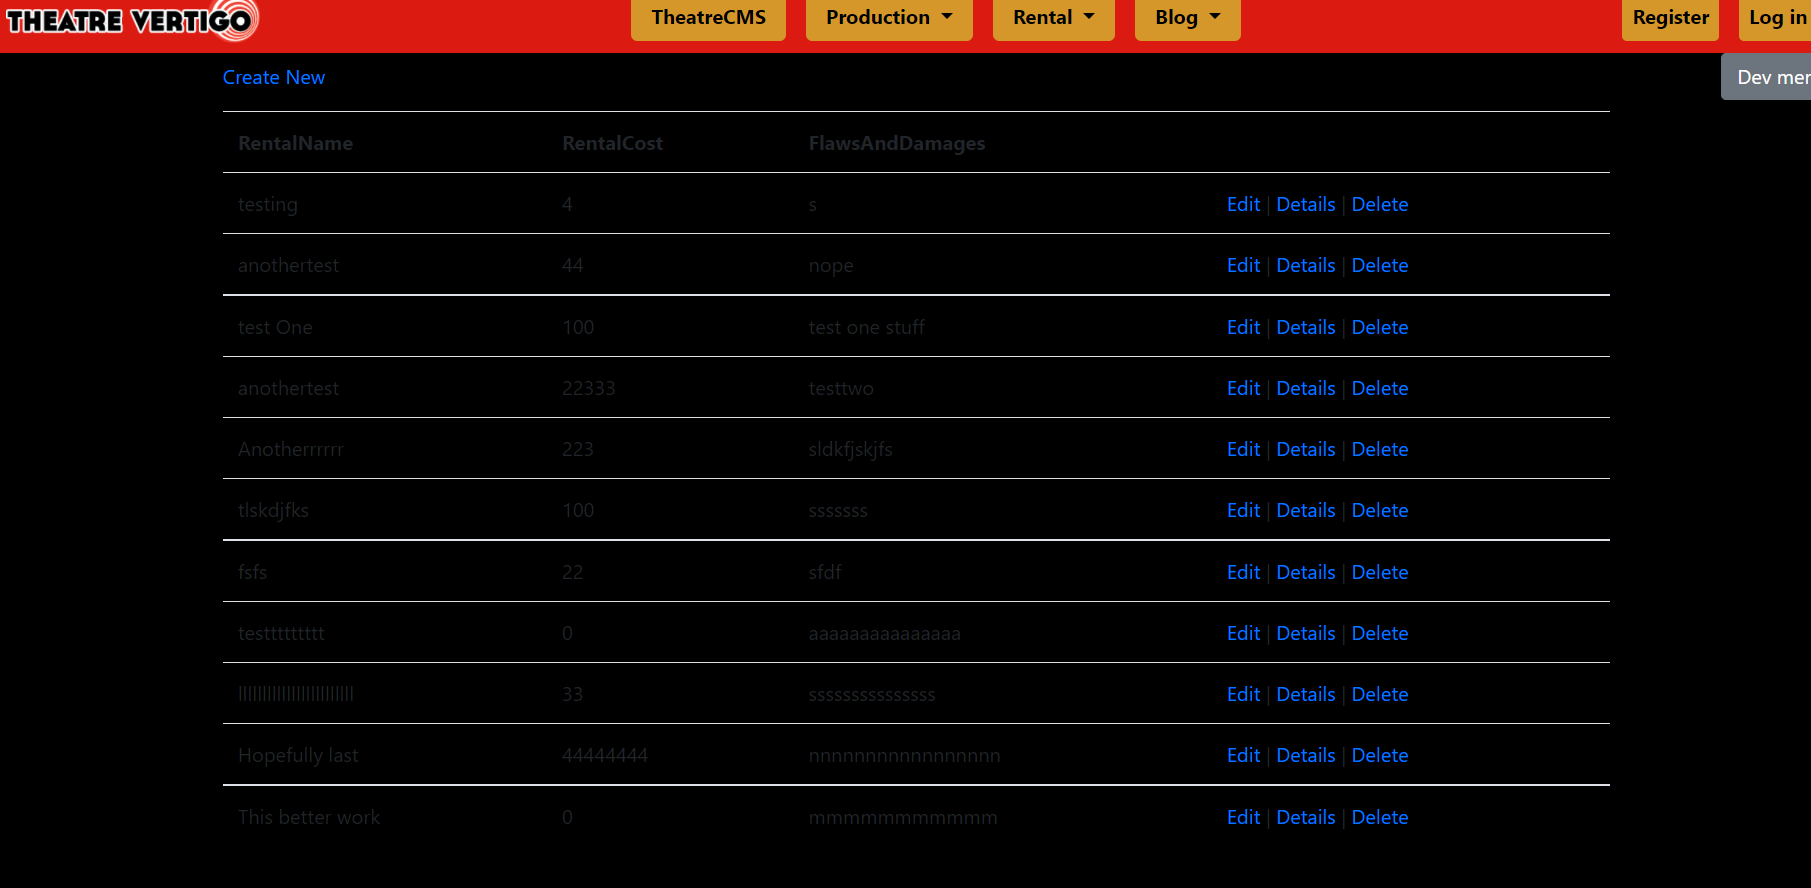 THEATRE VERTIGO TheatreCMS Production Rental Blog Register Log in
Create New Dev mer
RentalName RentalCost FlawsAndDamages
testing 4 s Edit | Details | Delete
anothertest 44 nope Edit | Details | Delete
test One 100 test one stuff Edit | Details | Delete
anothertest 22333 testtwo Edit | Details | Delete
Anotherrrrrr 223 sldkfjskjfs Edit | Details | Delete
tlskdjfks 100 sssssss Edit | Details | Delete
fsfs 22 sfdf Edit | Details | Delete
testtttttttt 0 aaaaaaaaaaaaaaa Edit | Details | Delete
33 sssssssssssssss Edit | Details | Delete
Hopefully last 44444444 nnnnnnnnnnnnnnnnn Edit | Details | Delete
This better work 0 mmmmmmmmmmm Edit | Details | Delete